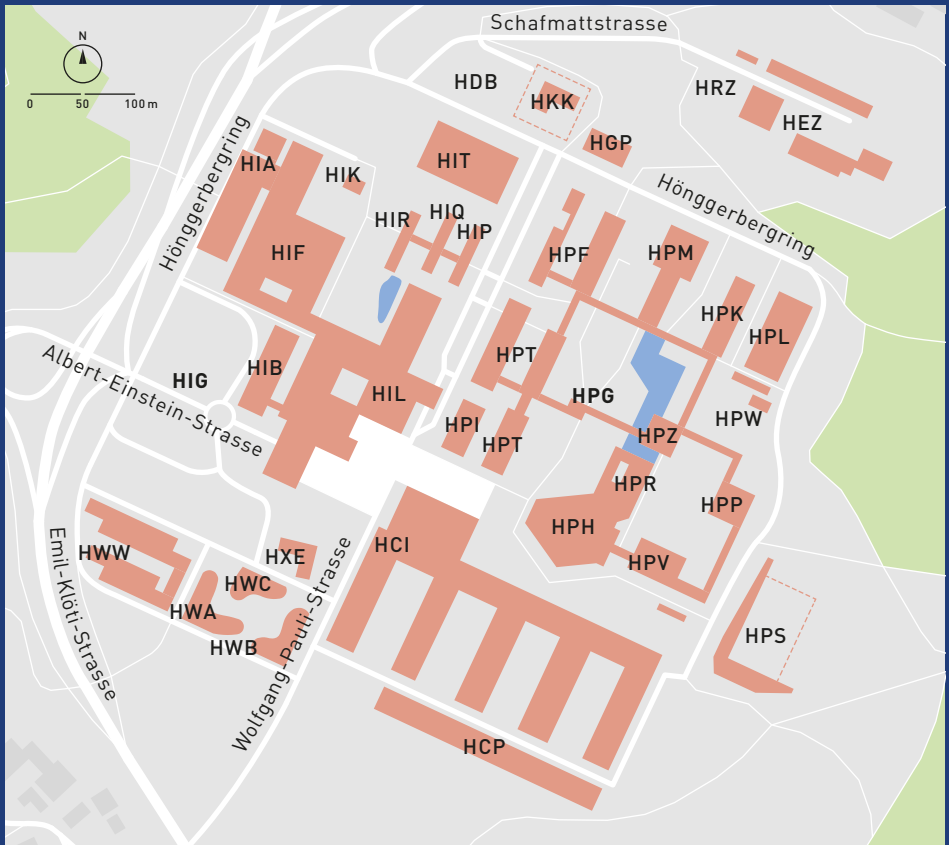 Schafmattstrasse
N
0 50 100 m
HDB
HRZ
HKK
HEZ
HGP
HIA
HIK
HIT
Hönggerbergring
Hönggerbergring
HIR
HIQ
HIP
HIF
HPF
HPM
HPK
HPL
HPT
HIB
HIG
HIL
HPG
Albert-Einstein-Strasse
HPW
HPI
HPT
HPZ
HPR
HPP
HPH
HCI
HWW
HXE
HPV
HWC
HWA
HWB
HPS
Emil-Klöti-Strasse
Wolfgang-Pauli-Strasse
HCP